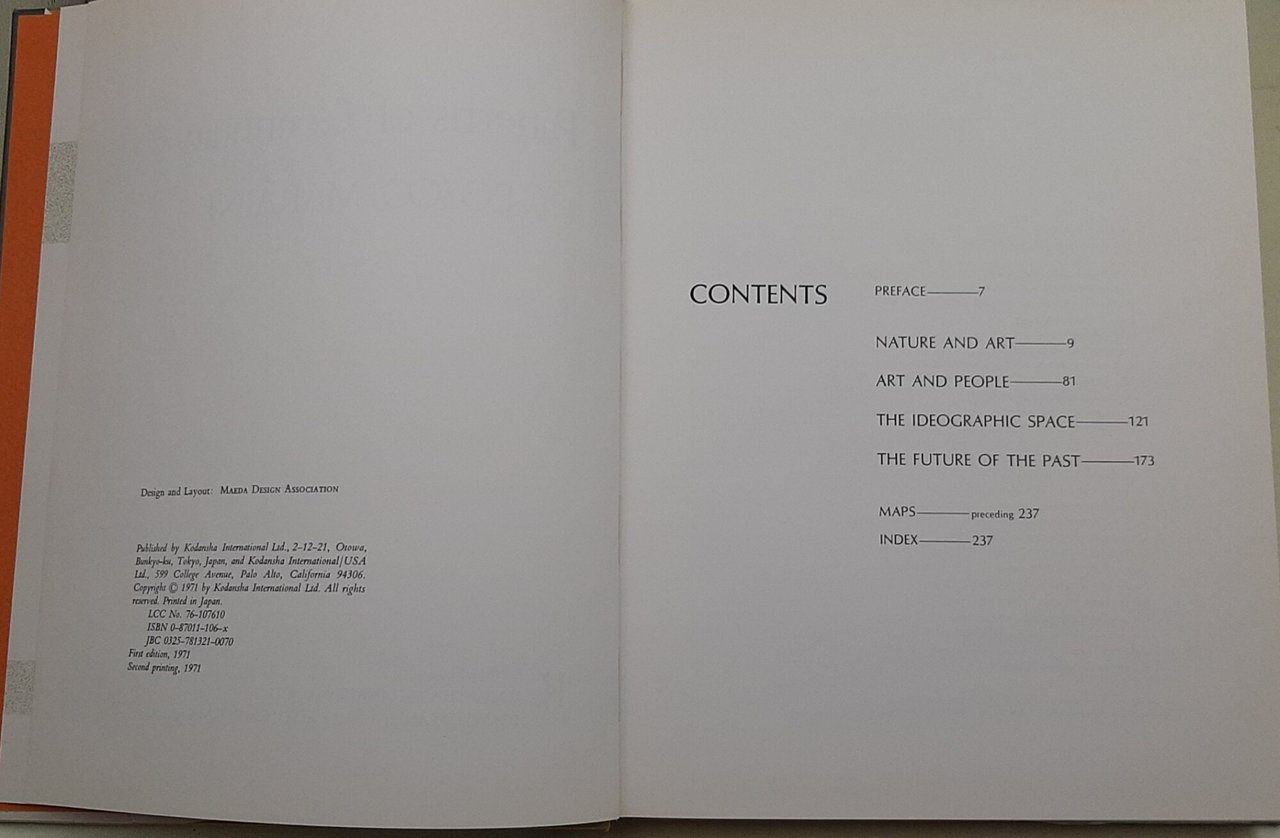 Design and Layout: MAEDA DESIGN ASSOCIATION
Published by Kodansha International Ltd., 2–12–21, Otowa,
Bunkyo-ku, Tokyo, Japan, and Kodansha International/USA
Ltd., 599 College Avenue, Palo Alto, California 94306.
Copyright © 1971 by Kodansha International Ltd. All rights
reserved. Printed in Japan.
LCC No. 76–107610
ISBN 0–87011–106–x
JBC 0325–781321–0070
First edition, 1971
Second printing, 1971
CONTENTS
PREFACE———7
NATURE AND ART———9
ART AND PEOPLE———81
THE IDEOGRAPHIC SPACE———121
THE FUTURE OF THE PAST———173
MAPS———preceding 237
INDEX———237